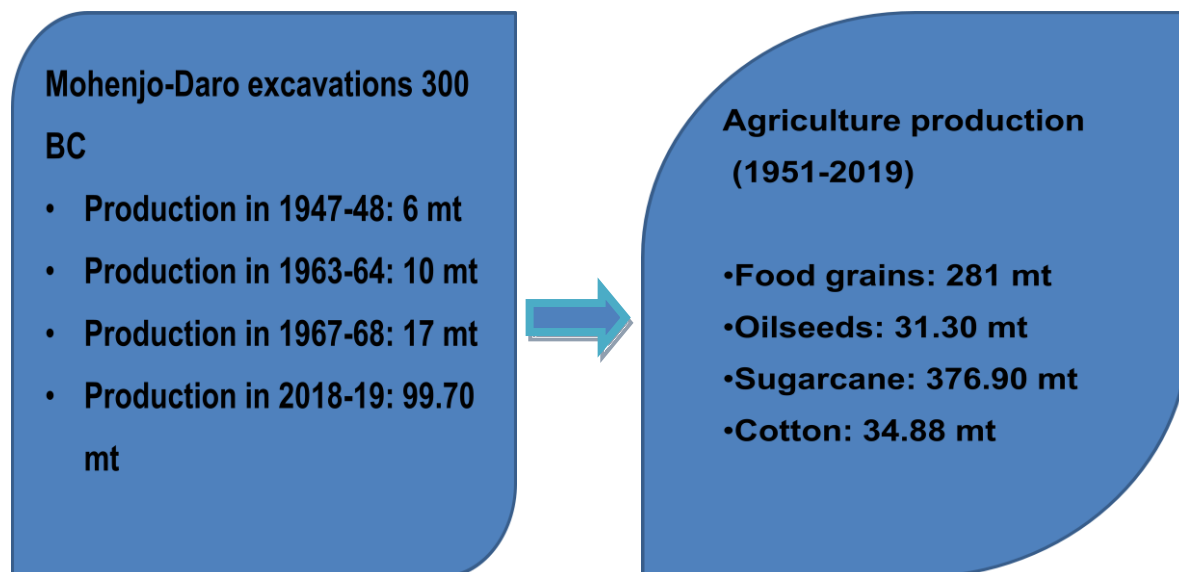 Mohenjo-Daro excavations 300
BC
• Production in 1947-48: 6 mt
• Production in 1963-64: 10 mt
• Production in 1967-68: 17 mt
• Production in 2018-19: 99.70
mt
Agriculture production
(1951-2019)
•Food grains: 281 mt
•Oilseeds: 31.30 mt
•Sugarcane: 376.90 mt
•Cotton: 34.88 mt